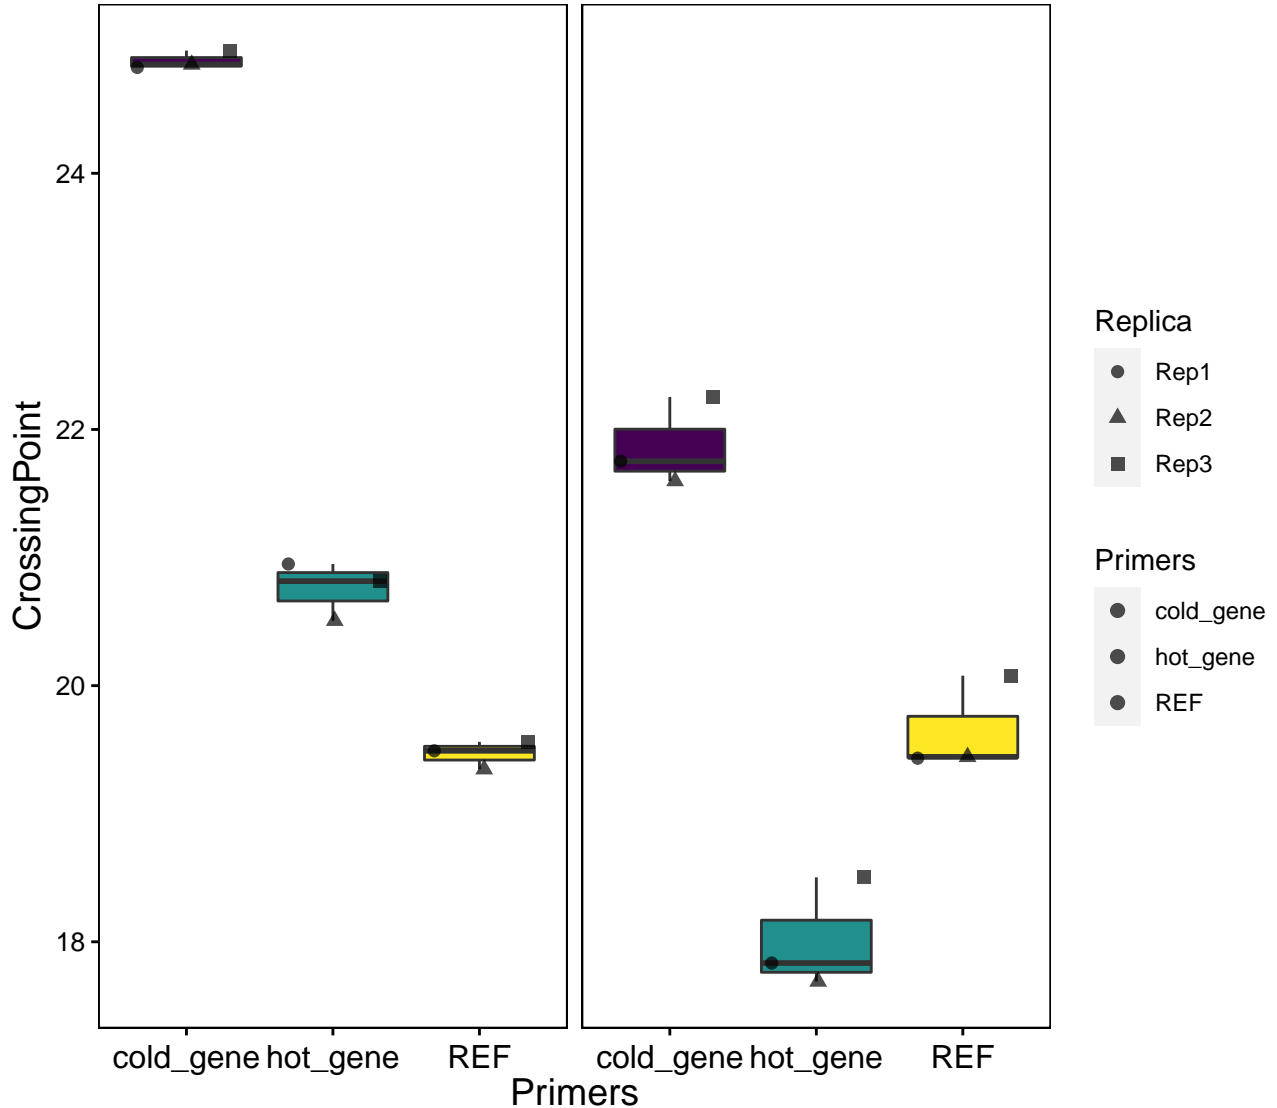 CrossingPoint
24
22
20
18
cold_gene hot_gene REF
cold_gene hot_gene REF
Primers
Replica
Rep1
Rep2
Rep3
Primers
cold_gene
hot_gene
REF